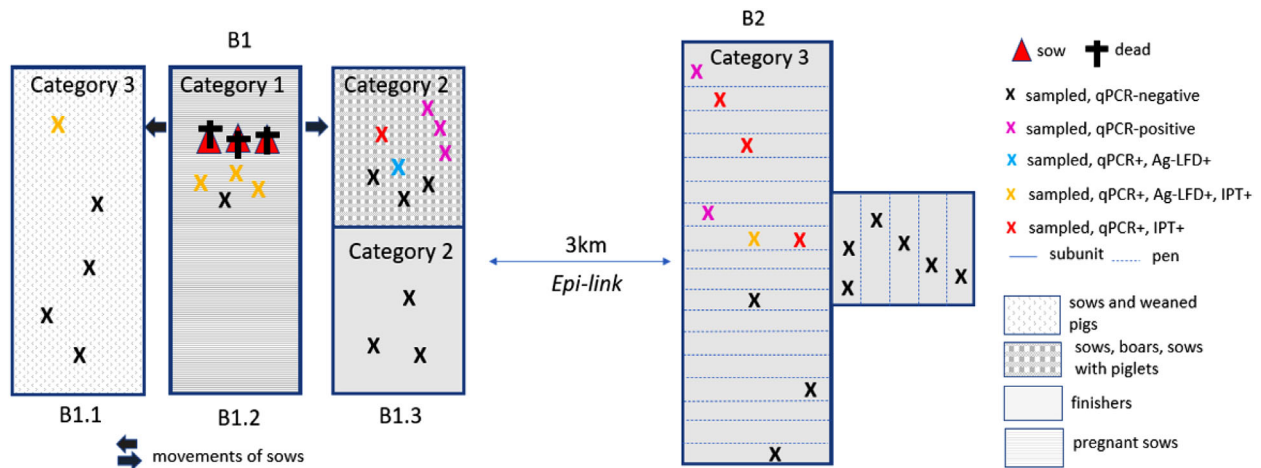 B1
B2
Category 3
Category 1
Category 2
Category 2
B1.1
B1.2
B1.3
movements of sows
3km
Epi-link
Category 3
sow
dead
X sampled, qPCR-negative
X sampled, qPCR-positive
X sampled, qPCR+, Ag-LFD+
X sampled, qPCR+, Ag-LFD+, IPT+
X sampled, qPCR+, IPT+
subunit
pen
sows and weaned
pigs
sows, boars, sows
with piglets
finishers
pregnant sows